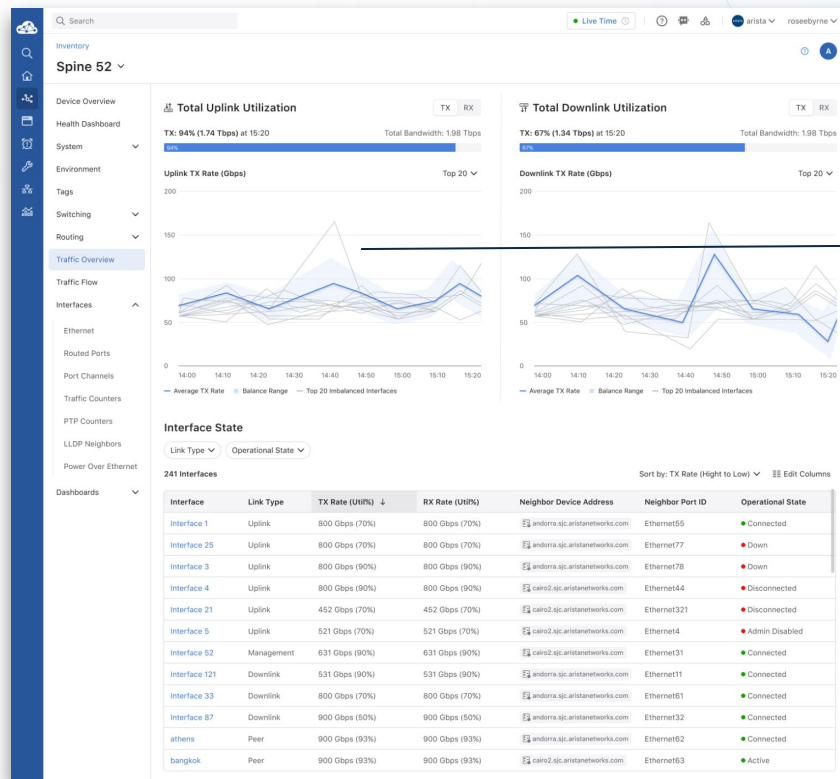 Search
Live Time
arista
roseebyrne
Inventory
Spine 52
A
Device Overview
Health Dashboard
System
Environment
Tags
Switching
Routing
Traffic Overview
Traffic Flow
Interfaces
Ethernet
Routed Ports
Port Channels
Traffic Counters
PTP Counters
LLDP Neighbors
Power Over Ethernet
Dashboards
Total Uplink Utilization
TX RX
TX: 94% (1.74 Tbps) at 15:20 Total Bandwidth: 1.98 Tbps
94%
Uplink TX Rate (Gbps) Top 20
200
150
100
50
0
14:00 14:10 14:20 14:30 14:40 14:50 15:00 15:10 15:20
Average TX Rate Balance Range Top 20 Imbalanced Interfaces
Total Downlink Utilization
TX RX
TX: 67% (1.34 Tbps) at 15:20 Total Bandwidth: 1.98 Tbps
67%
Downlink TX Rate (Gbps) Top 20
200
150
100
50
0
14:00 14:10 14:20 14:30 14:40 14:50 15:00 15:10 15:20
Average TX Rate Balance Range Top 20 Imbalanced Interfaces
Interface State
Link Type Operational State
241 Interfaces Sort by: TX Rate (Hight to Low) Edit Columns
Interface Link Type TX Rate (Util%) ↓ RX Rate (Util%) Neighbor Device Address Neighbor Port ID Operational State
Interface 1 Uplink 800 Gbps (70%) 800 Gbps (70%) andorra.sjc.aristanetworks.com Ethernet55 Connected
Interface 25 Uplink 800 Gbps (70%) 800 Gbps (70%) andorra.sjc.aristanetworks.com Ethernet77 Down
Interface 3 Uplink 800 Gbps (90%) 800 Gbps (90%) andorra.sjc.aristanetworks.com Ethernet78 Down
Interface 4 Uplink 800 Gbps (90%) 800 Gbps (90%) cairo2.sjc.aristanetworks.com Ethernet44 Disconnected
Interface 21 Uplink 452 Gbps (70%) 452 Gbps (70%) cairo2.sjc.aristanetworks.com Ethernet321 Disconnected
Interface 5 Uplink 521 Gbps (70%) 521 Gbps (70%) cairo2.sjc.aristanetworks.com Ethernet4 Admin Disabled
Interface 52 Management 631 Gbps (90%) 631 Gbps (90%) cairo2.sjc.aristanetworks.com Ethernet31 Connected
Interface 121 Downlink 531 Gbps (90%) 531 Gbps (90%) andorra.sjc.aristanetworks.com Ethernet11 Connected
Interface 33 Downlink 800 Gbps (70%) 800 Gbps (70%) andorra.sjc.aristanetworks.com Ethernet61 Connected
Interface 87 Downlink 900 Gbps (50%) 900 Gbps (50%) andorra.sjc.aristanetworks.com Ethernet32 Connected
athens Peer 900 Gbps (93%) 900 Gbps (93%) andorra.sjc.aristanetworks.com Ethernet62 Connected
bangkok Peer 900 Gbps (93%) 900 Gbps (93%) cairo2.sjc.aristanetworks.com Ethernet63 Active